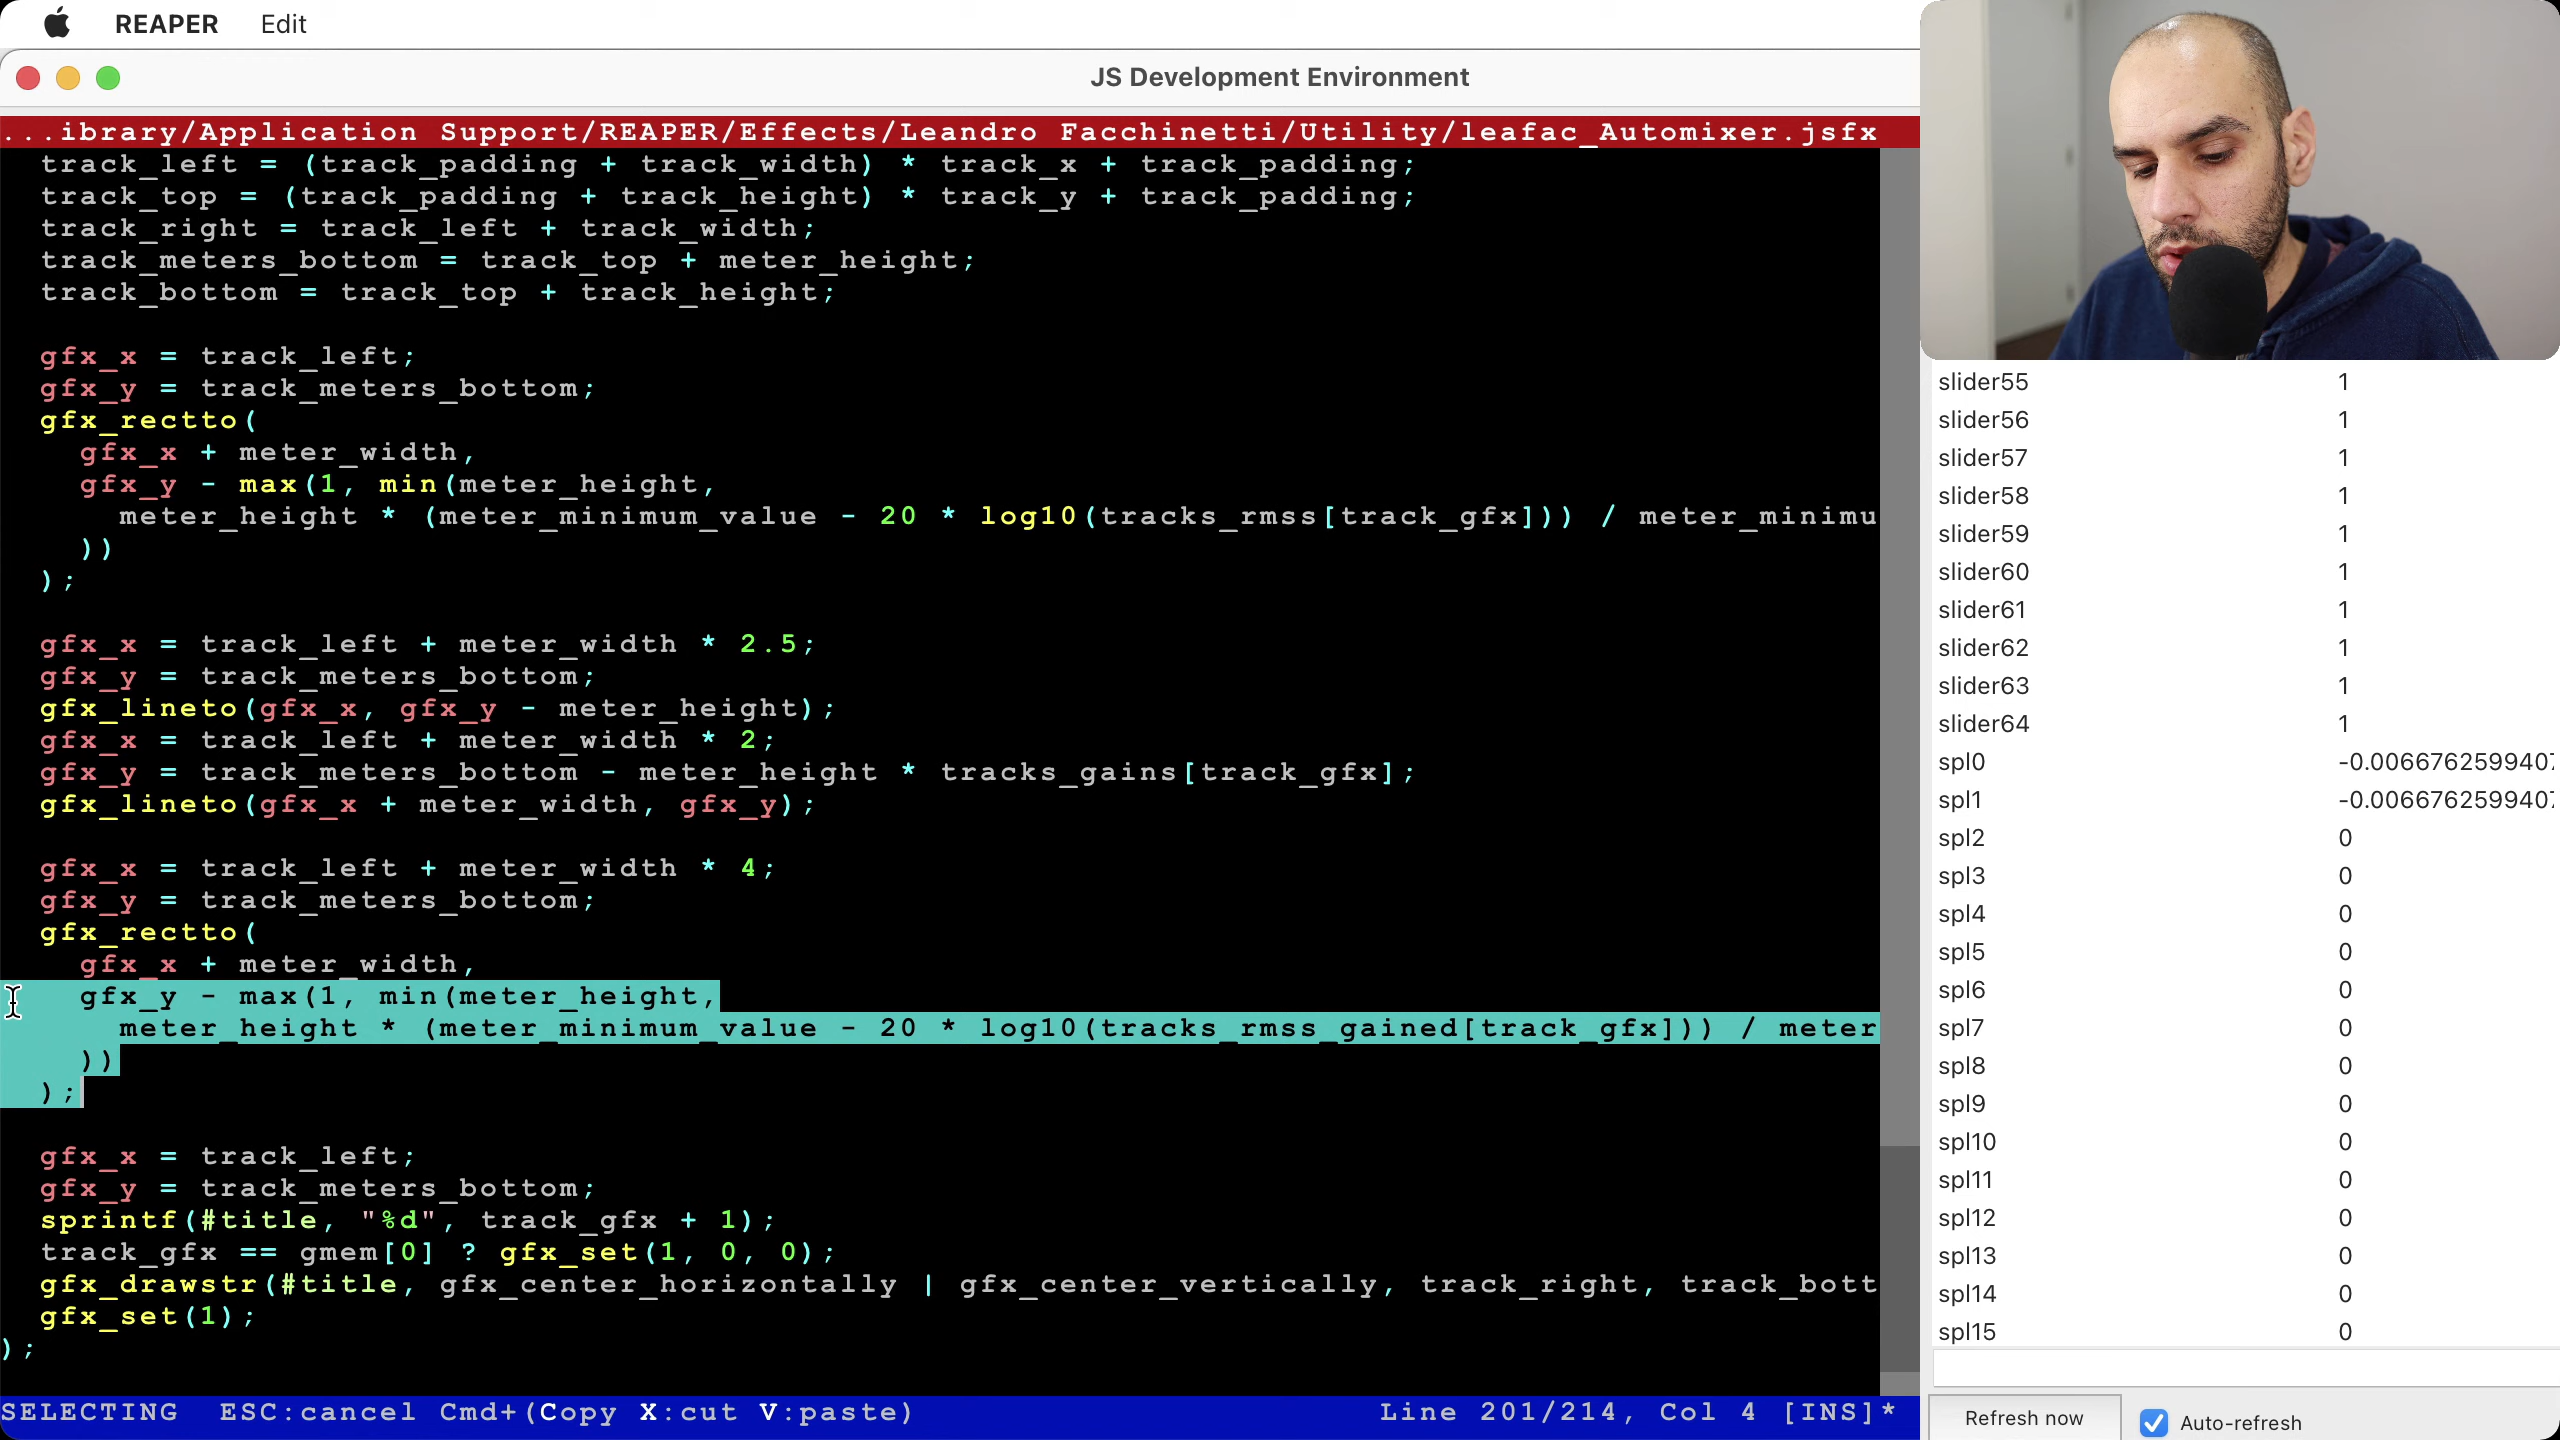 REAPER Edit
JS Development Environment
...ibrary/Application Support/REAPER/Effects/Leandro Facchinetti/Utility/leafac_Automixer.jsfx
track_left = (track_padding + track_width) * track_x + track_padding;
track_top = (track_padding + track_height) * track_y + track_padding;
track_right = track_left + track_width;
track_meters_bottom = track_top + meter_height;
track_bottom = track_top + track_height;
gfx_x = track_left;
gfx_y = track_meters_bottom;
gfx_rectto(
gfx_x + meter_width,
gfx_y - max(1, min(meter_height,
meter_height * (meter_minimum_value - 20 * log10(tracks_rmss[track_gfx])) / meter_minimu
))
);
gfx_x = track_left + meter_width * 2.5;
gfx_y = track_meters_bottom;
gfx_lineto(gfx_x, gfx_y - meter_height);
gfx_x = track_left + meter_width * 2;
gfx_y = track_meters_bottom - meter_height * tracks_gains[track_gfx];
gfx_lineto(gfx_x + meter_width, gfx_y);
gfx_x = track_left + meter_width * 4;
gfx_y = track_meters_bottom;
gfx_rectto(
gfx_x + meter_width,
gfx_y - max(1, min(meter_height,
meter_height * (meter_minimum_value - 20 * log10(tracks_rmss_gained[track_gfx])) / meter
))
);
gfx_x = track_left;
gfx_y = track_meters_bottom;
sprintf(#title, "%d", track_gfx + 1);
track_gfx == gmem[0] ? gfx_set(1, 0, 0);
gfx_drawstr(#title, gfx_center_horizontally | gfx_center_vertically, track_right, track_bott
gfx_set(1);
);
SELECTING ESC:cancel Cmd+(Copy X:cut V:paste) Line 201/214, Col 4 [INS]*
slider55 1
slider56 1
slider57 1
slider58 1
slider59 1
slider60 1
slider61 1
slider62 1
slider63 1
slider64 1
spl0 -0.0066762599407
spl1 -0.0066762599407
spl2 0
spl3 0
spl4 0
spl5 0
spl6 0
spl7 0
spl8 0
spl9 0
spl10 0
spl11 0
spl12 0
spl13 0
spl14 0
spl15 0
Refresh now Auto-refresh